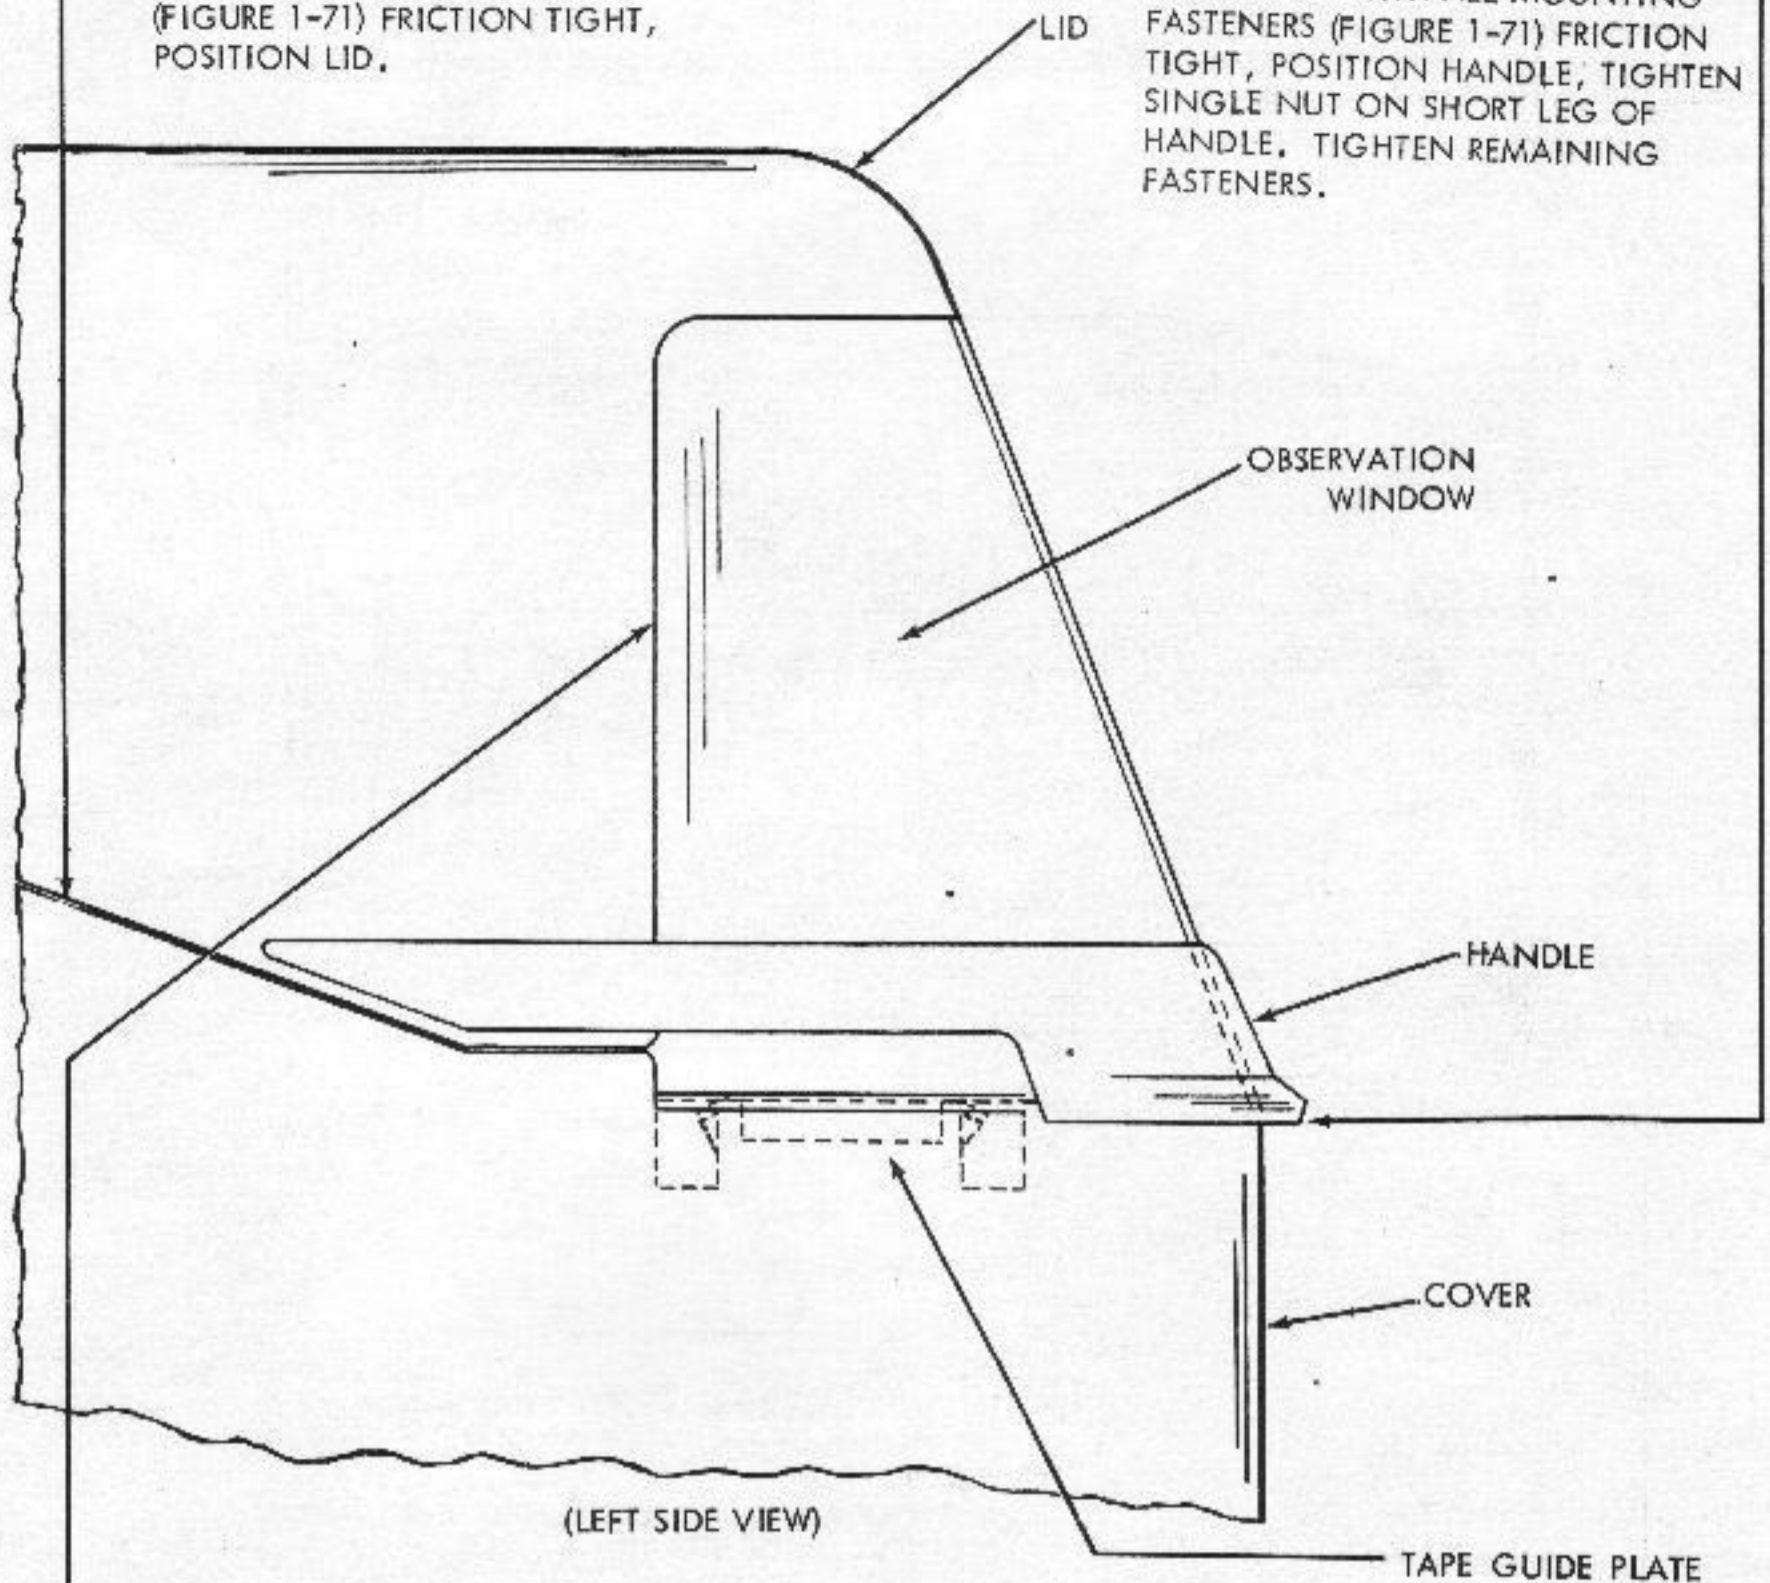 (FIGURE 1-71) FRICTION TIGHT,
POSITION LID.
LID
MOUNTING
FASTENERS (FIGURE 1-71) FRICTION
TIGHT, POSITION HANDLE, TIGHTEN
SINGLE NUT ON SHORT LEG OF
HANDLE. TIGHTEN REMAINING
FASTENERS.
OBSERVATION
WINDOW
HANDLE
COVER
(LEFT SIDE VIEW)
TAPE GUIDE PLATE